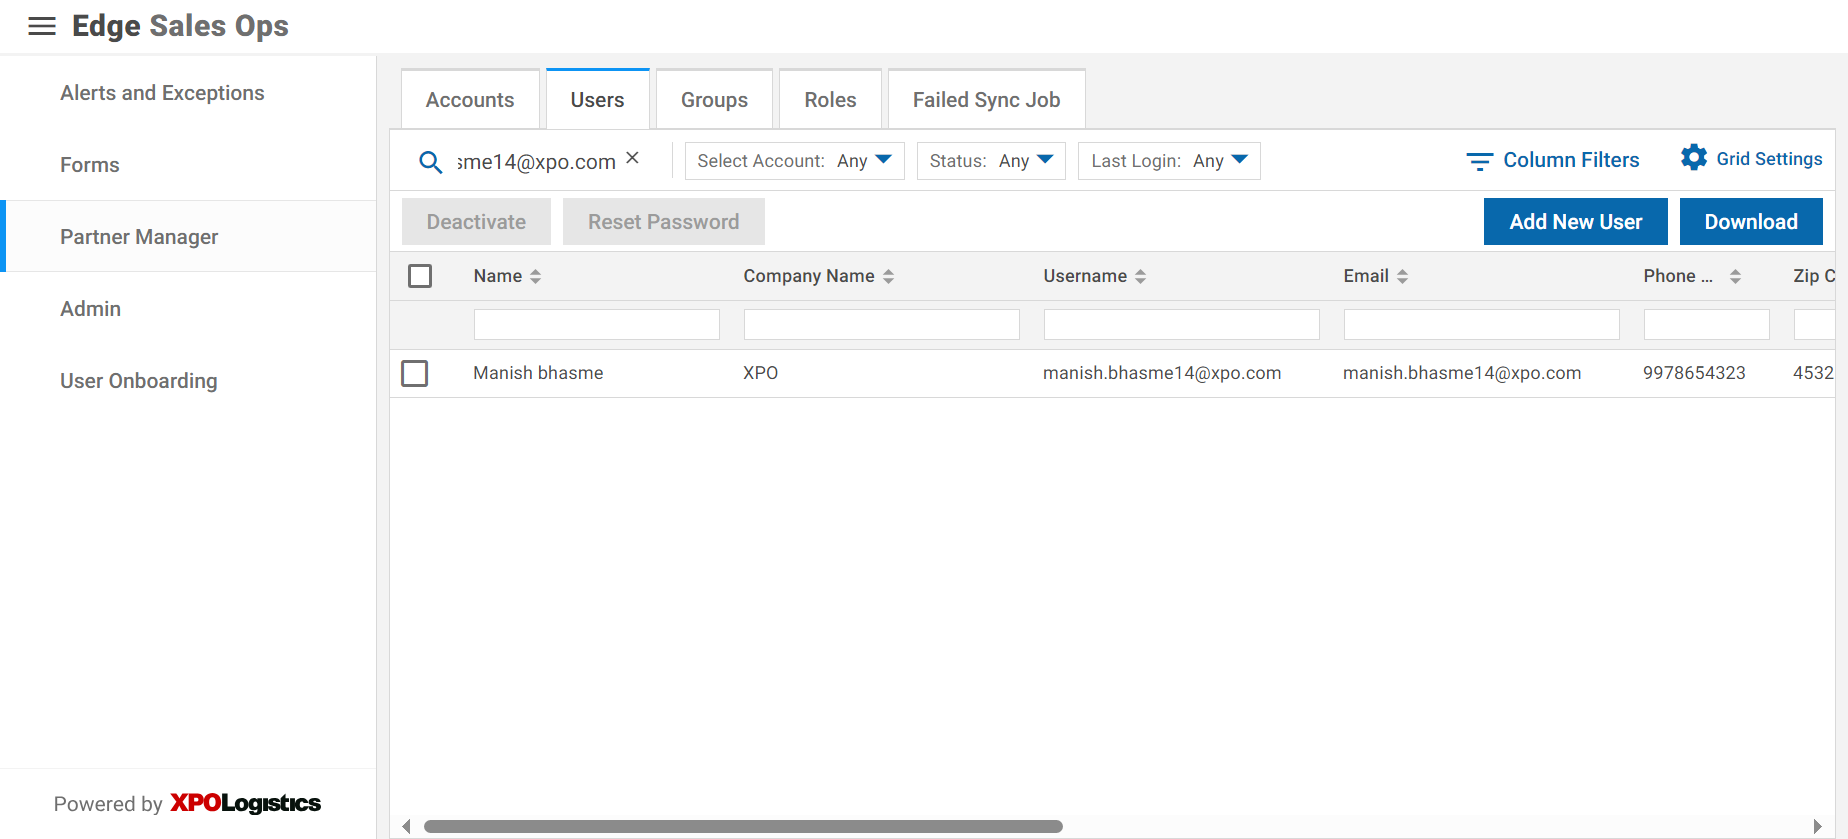 Edge Sales Ops
Alerts and Exceptions
Forms
Partner Manager
Admin
User Onboarding
Powered by XPOLogistics
Accounts
Users
Groups
Roles
Failed Sync Job
sme14@xpo.com
Select Account: Any
Status: Any
Last Login: Any
Column Filters
Grid Settings
Deactivate
Reset Password
Add New User
Download
Name
Company Name
Username
Email
Phone ...
Zip C
Manish bhasme
XPO
manish.bhasme14@xpo.com
manish.bhasme14@xpo.com
9978654323
4532